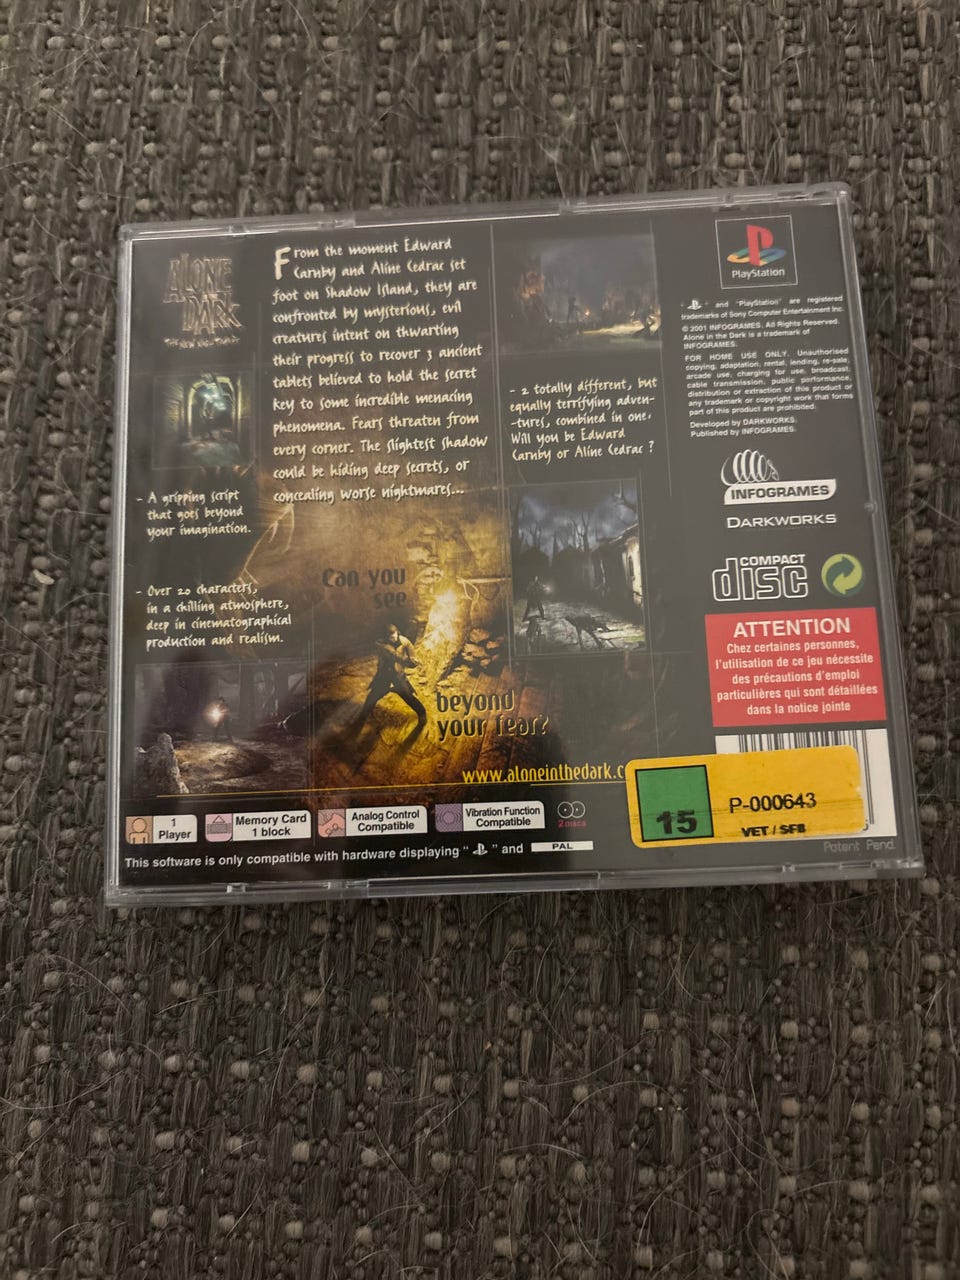 ALONE
IN THE
DARK
THE NEW NIGHTMARE
From the moment Edward
Carnby and Aline Cedrac set
foot on Shadow Island, they are
confronted by mysterious, evil
creatures intent on thwarting
their progress to recover 3 ancient
tablets believed to hold the secret
key to some incredible menacing
phenomena. Fears threaten from
every corner. The slightest shadow
could be hiding deep secrets, or
concealing worse nightmares...
- A gripping script
that goes beyond
your imagination.
- Over 20 characters,
in a chilling atmosphere,
deep in cinematographical
production and realism.
- 2 totally different, but
equally terrifying adven-
-tures, combined in one.
Will you be Edward
Carnby or Aline Cedrac ?
Can you
see
beyond
your fear?
www.aloneinthedark.c
PlayStation
" " and "PlayStation" are registered
trademarks of Sony Computer Entertainment Inc.
© 2001 INFOGRAMES. All Rights Reserved.
Alone in the Dark is a trademark of
INFOGRAMES.
FOR HOME USE ONLY. Unauthorised
copying, adaptation, rental, lending, re-sale,
arcade use, charging for use, broadcast,
cable transmission, public performance,
distribution or extraction of this product or
any trademark or copyright work that forms
part of this product are prohibited.
Developed by DARKWORKS.
Published by INFOGRAMES.
INFOGRAMES
DARKWORKS
COMPACT
disc
ATTENTION
Chez certaines personnes,
l'utilisation de ce jeu nécessite
des précautions d'emploi
particulières qui sont détaillées
dans la notice jointe
15
P-000643
VET / SFB
Patent Pend.
1
Player
Memory Card
1 block
Analog Control
Compatible
Vibration Function
Compatible
2 discs
This software is only compatible with hardware displaying " " and PAL